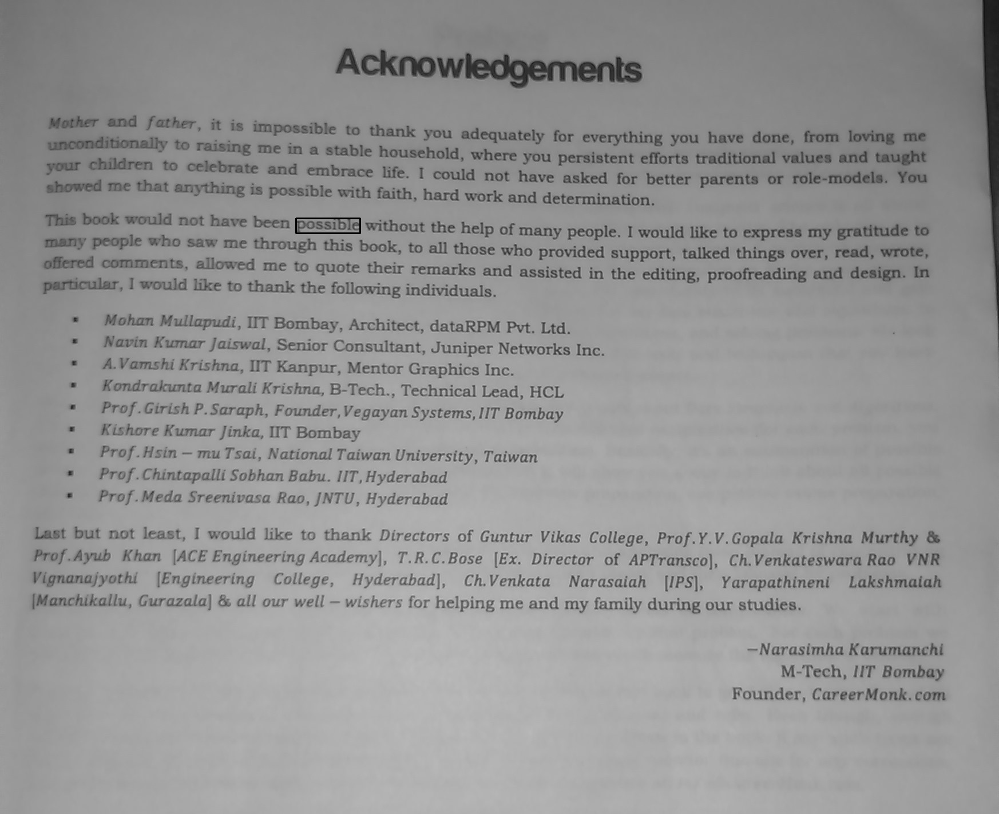 Acknowledgements
Mother and father, it is impossible to thank you adequately for everything you have done, from loving me
unconditionally to raising me in a stable household, where you persistent efforts traditional values and taught
your children to celebrate and embrace life. I could not have asked for better parents or role-models. You
showed me that anything is possible with faith, hard work and determination.
This book would not have been possible without the help of many people. I would like to express my gratitude to
many people who saw me through this book, to all those who provided support, talked things over, read, wrote,
offered comments, allowed me to quote their remarks and assisted in the editing, proofreading and design. In
particular, I would like to thank the following individuals.
▪ Mohan Mullapudi, IIT Bombay, Architect, dataRPM Pvt. Ltd.
▪ Navin Kumar Jaiswal, Senior Consultant, Juniper Networks Inc.
▪ A.Vamshi Krishna, IIT Kanpur, Mentor Graphics Inc.
▪ Kondrakunta Murali Krishna, B-Tech., Technical Lead, HCL
▪ Prof.Girish P.Saraph, Founder,Vegayan Systems,IIT Bombay
▪ Kishore Kumar Jinka, IIT Bombay
▪ Prof.Hsin – mu Tsai, National Taiwan University, Taiwan
▪ Prof.Chintapalli Sobhan Babu. IIT,Hyderabad
▪ Prof.Meda Sreenivasa Rao, JNTU, Hyderabad
Last but not least, I would like to thank Directors of Guntur Vikas College, Prof.Y.V.Gopala Krishna Murthy &
Prof.Ayub Khan [ACE Engineering Academy], T.R.C.Bose [Ex. Director of APTransco], Ch.Venkateswara Rao VNR
Vignanajyothi [Engineering College, Hyderabad], Ch.Venkata Narasaiah [IPS], Yarapathineni Lakshmaiah
[Manchikallu, Gurazala] & all our well – wishers for helping me and my family during our studies.
–Narasimha Karumanchi
M-Tech, IIT Bombay
Founder, CareerMonk.com